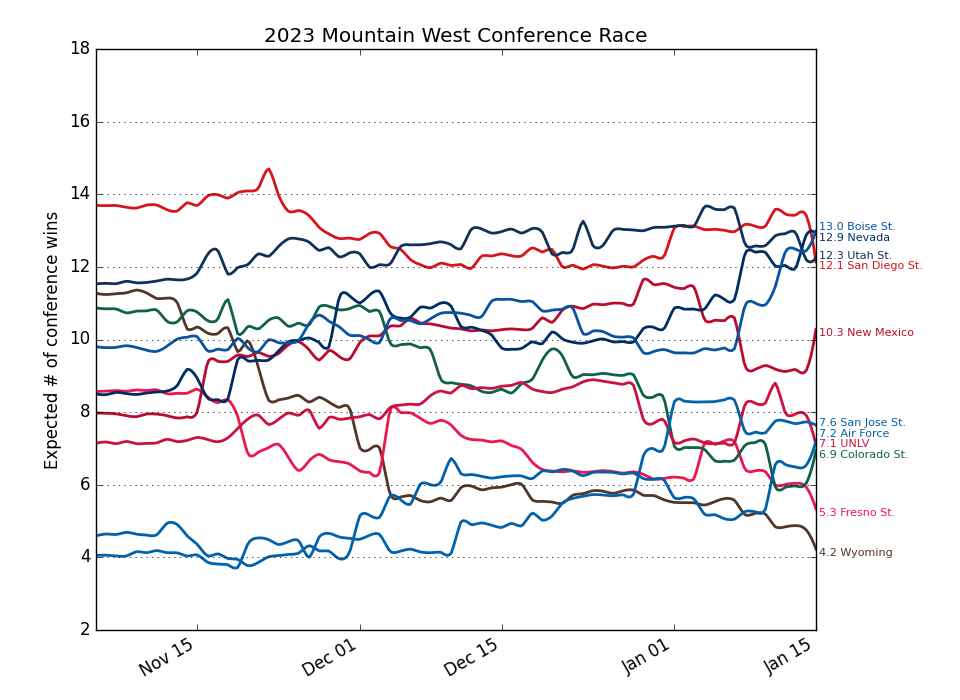 2023 Mountain West Conference Race
Expected # of conference wins
18
16
14
12
10
8
6
4
2
13.0 Boise St.
12.9 Nevada
12.3 Utah St.
12.1 San Diego St.
10.3 New Mexico
7.6 San Jose St.
7.2 Air Force
7.1 UNLV
6.9 Colorado St.
5.3 Fresno St.
4.2 Wyoming
Nov 15
Dec 01
Dec 15
Jan 01
Jan 15